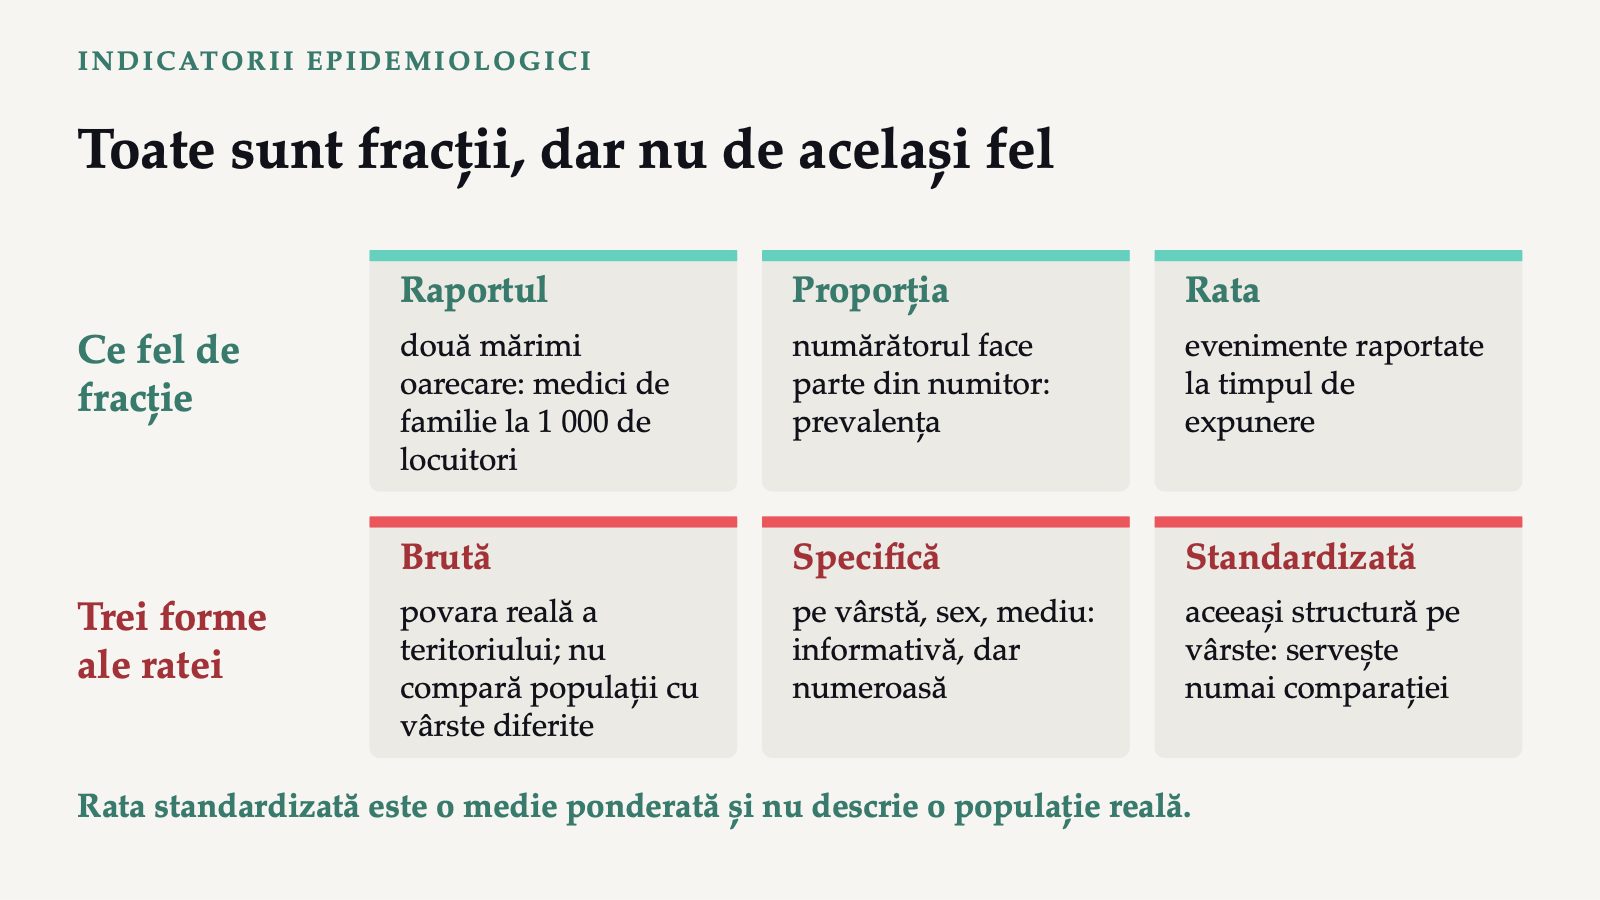 INDICATORII EPIDEMIOLOGICI
Toate sunt fracții, dar nu de același fel
Ce fel de
fracție
Raportul
două mărimi
oarecare: medici de
familie la 1 000 de
locuitori
Proporția
numărătorul face
parte din numitor:
prevalența
Rata
evenimente raportate
la timpul de
expunere
Trei forme
ale ratei
Brută
povara reală a
teritoriului; nu
compară populații cu
vârste diferite
Specifică
pe vârstă, sex, mediu:
informativă, dar
numeroasă
Standardizată
aceeași structură pe
vârste: servește
numai comparației
Rata standardizată este o medie ponderată și nu descrie o populație reală.